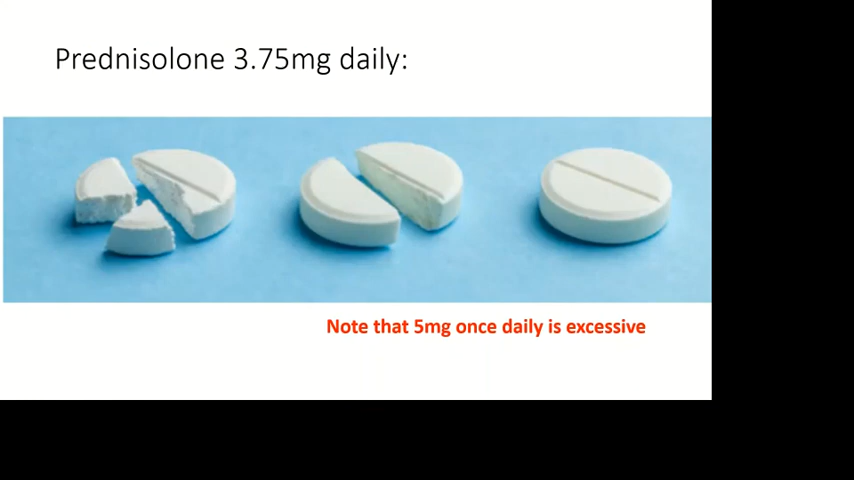 Prednisolone 3.75mg daily:
Note that 5mg once daily is excessive